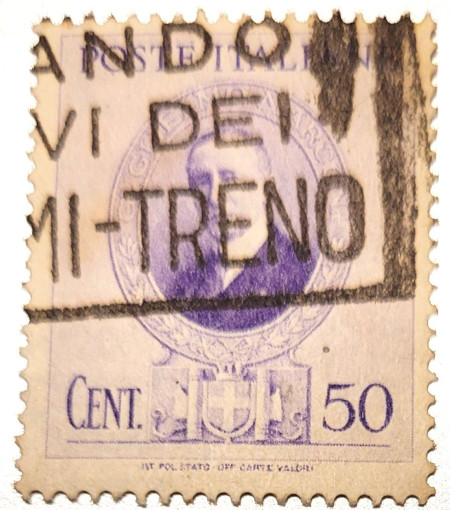 POSTE ITALIANE
ANDO
VI DEI
MI-TRENO
CENT. 50
IST. POL. STATO - OFF. CARTE VALORI